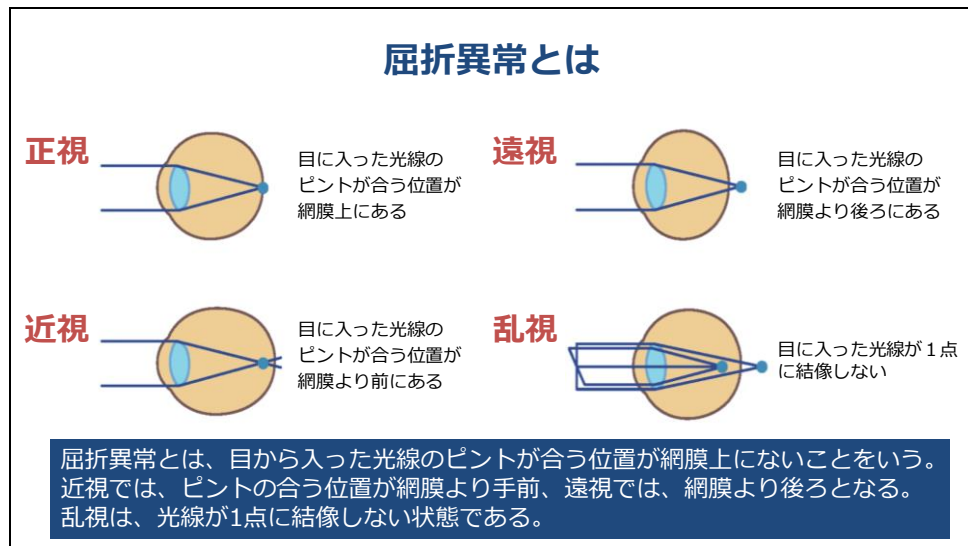 屈折異常とは
正視
目に入った光線の
ピントが合う位置が
網膜上にある
遠視
目に入った光線の
ピントが合う位置が
網膜より後ろにある
近視
目に入った光線の
ピントが合う位置が
網膜より前にある
乱視
目に入った光線が１点
に結像しない
屈折異常とは、目から入った光線のピントが合う位置が網膜上にないことをいう。
近視では、ピントの合う位置が網膜より手前、遠視では、網膜より後ろとなる。
乱視は、光線が1点に結像しない状態である。